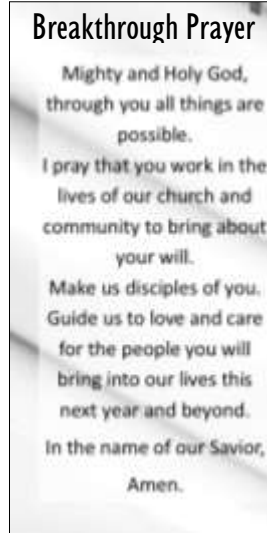 Breakthrough Prayer
Mighty and Holy God,
through you all things are
possible.
I pray that you work in the
lives of our church and
community to bring about
your will.
Make us disciples of you.
Guide us to love and care
for the people you will
bring into our lives this
next year and beyond.
In the name of our Savior,
Amen.